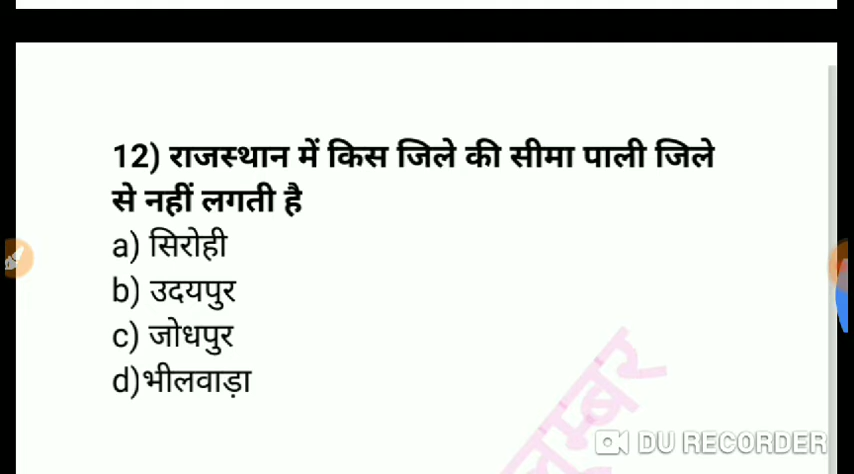 12) राजस्थान में किस जिले की सीमा पाली जिले
से नहीं लगती है
a) सिरोही
b) उदयपुर
c) जोधपुर
d)भीलवाड़ा
DU RECORDER